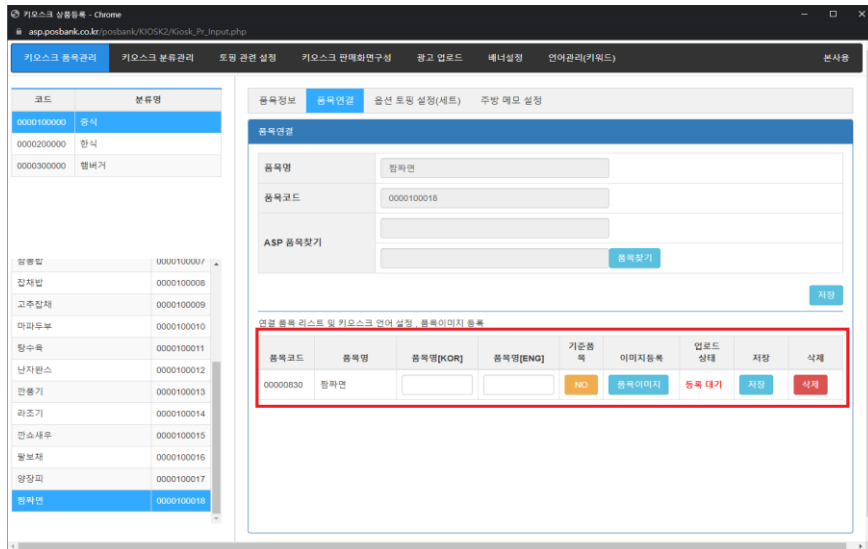 키오스크 상품등록 - Chrome
asp.posbank.co.kr/posbank/KIOSK2/Kiosk_Pr_Input.php
키오스크 품목관리 키오스크 분류관리 토핑 관련 설정 키오스크 판매화면구성 광고 업로드 배너설정 언어관리(키워드) 본사용
코드 분류명
0000100000 중식
0000200000 한식
0000300000 햄버거
짬뽕밥 0000100007
잡채밥 0000100008
고추잡채 0000100009
마파두부 0000100010
탕수육 0000100011
난자완스 0000100012
깐풍기 0000100013
라조기 0000100014
깐쇼새우 0000100015
팔보채 0000100016
양장피 0000100017
짬짜면 0000100018
품목정보 품목연결 옵션 토핑 설정(세트) 주방 메모 설정
품목연결
품목명 짬짜면
품목코드 0000100018
ASP 품목찾기
품목찾기
저장
연결 품목 리스트 및 키오스크 언어 설정 , 품목이미지 등록
품목코드 품목명 품목명[KOR] 품목명[ENG] 기준품목 이미지등록 업로드 상태 저장 삭제
00000830 짬짜면 NO 품목이미지 등록 대기 저장 삭제